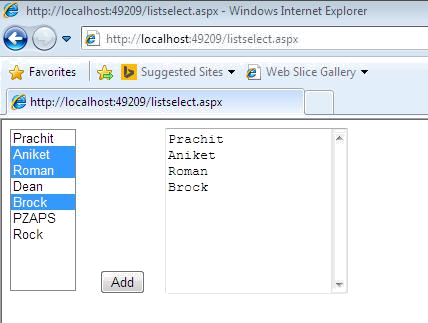 http://localhost:49209/listselect.aspx - Windows Internet Explorer
http://localhost:49209/listselect.aspx
Favorites Suggested Sites Web Slice Gallery
http://localhost:49209/listselect.aspx
Prachit
Aniket
Roman
Dean
Brock
PZAPS
Rock
Add
Prachit
Aniket
Roman
Brock